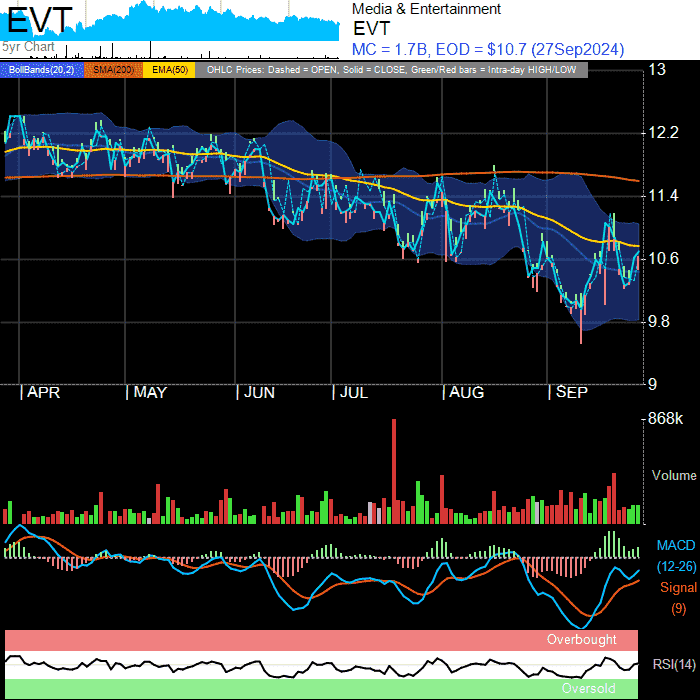 EVT
5yr Chart
Media & Entertainment
EVT
MC = 1.7B, EOD = $10.7 (27Sep2024)
BollBands(20,2) SMA(200) EMA(50) OHLC Prices: Dashed = OPEN, Solid = CLOSE, Green/Red bars = Intra-day HIGH/LOW
13
12.2
11.4
10.6
9.8
9
| APR | MAY | JUN | JUL | AUG | SEP
868k
Volume
MACD
(12-26)
Signal
(9)
Overbought
RSI(14)
Oversold